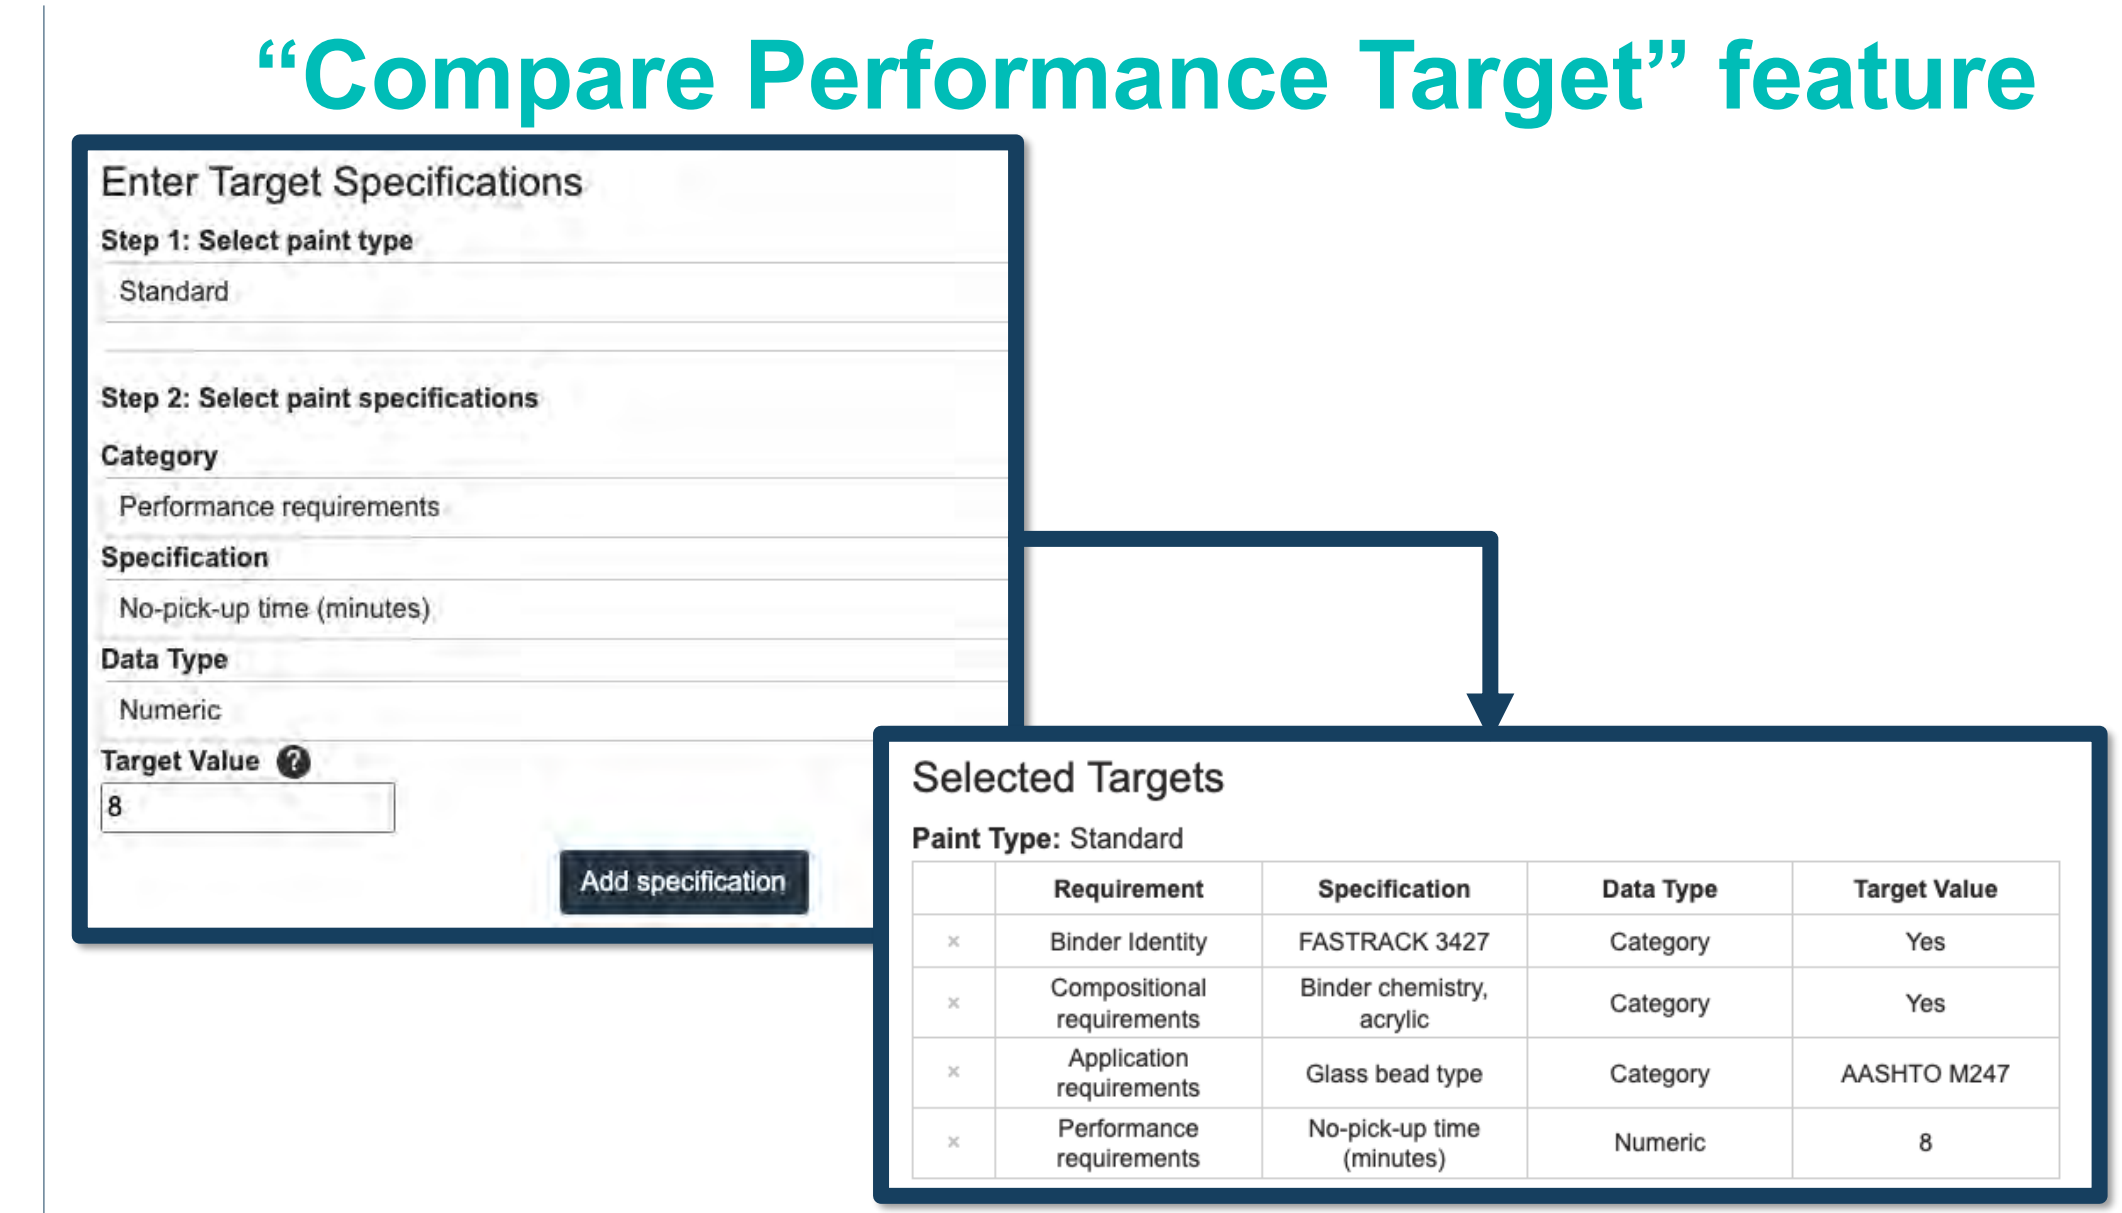 “Compare Performance Target” feature
Enter Target Specifications
Step 1: Select paint type
Standard
Step 2: Select paint specifications
Category
Performance requirements
Specification
No-pick-up time (minutes)
Data Type
Numeric
Target Value ?
8
Add specification
Selected Targets
Paint Type: Standard
Requirement Specification Data Type Target Value
× Binder Identity FASTRACK 3427 Category Yes
× Compositional requirements Binder chemistry, acrylic Category Yes
× Application requirements Glass bead type Category AASHTO M247
× Performance requirements No-pick-up time (minutes) Numeric 8